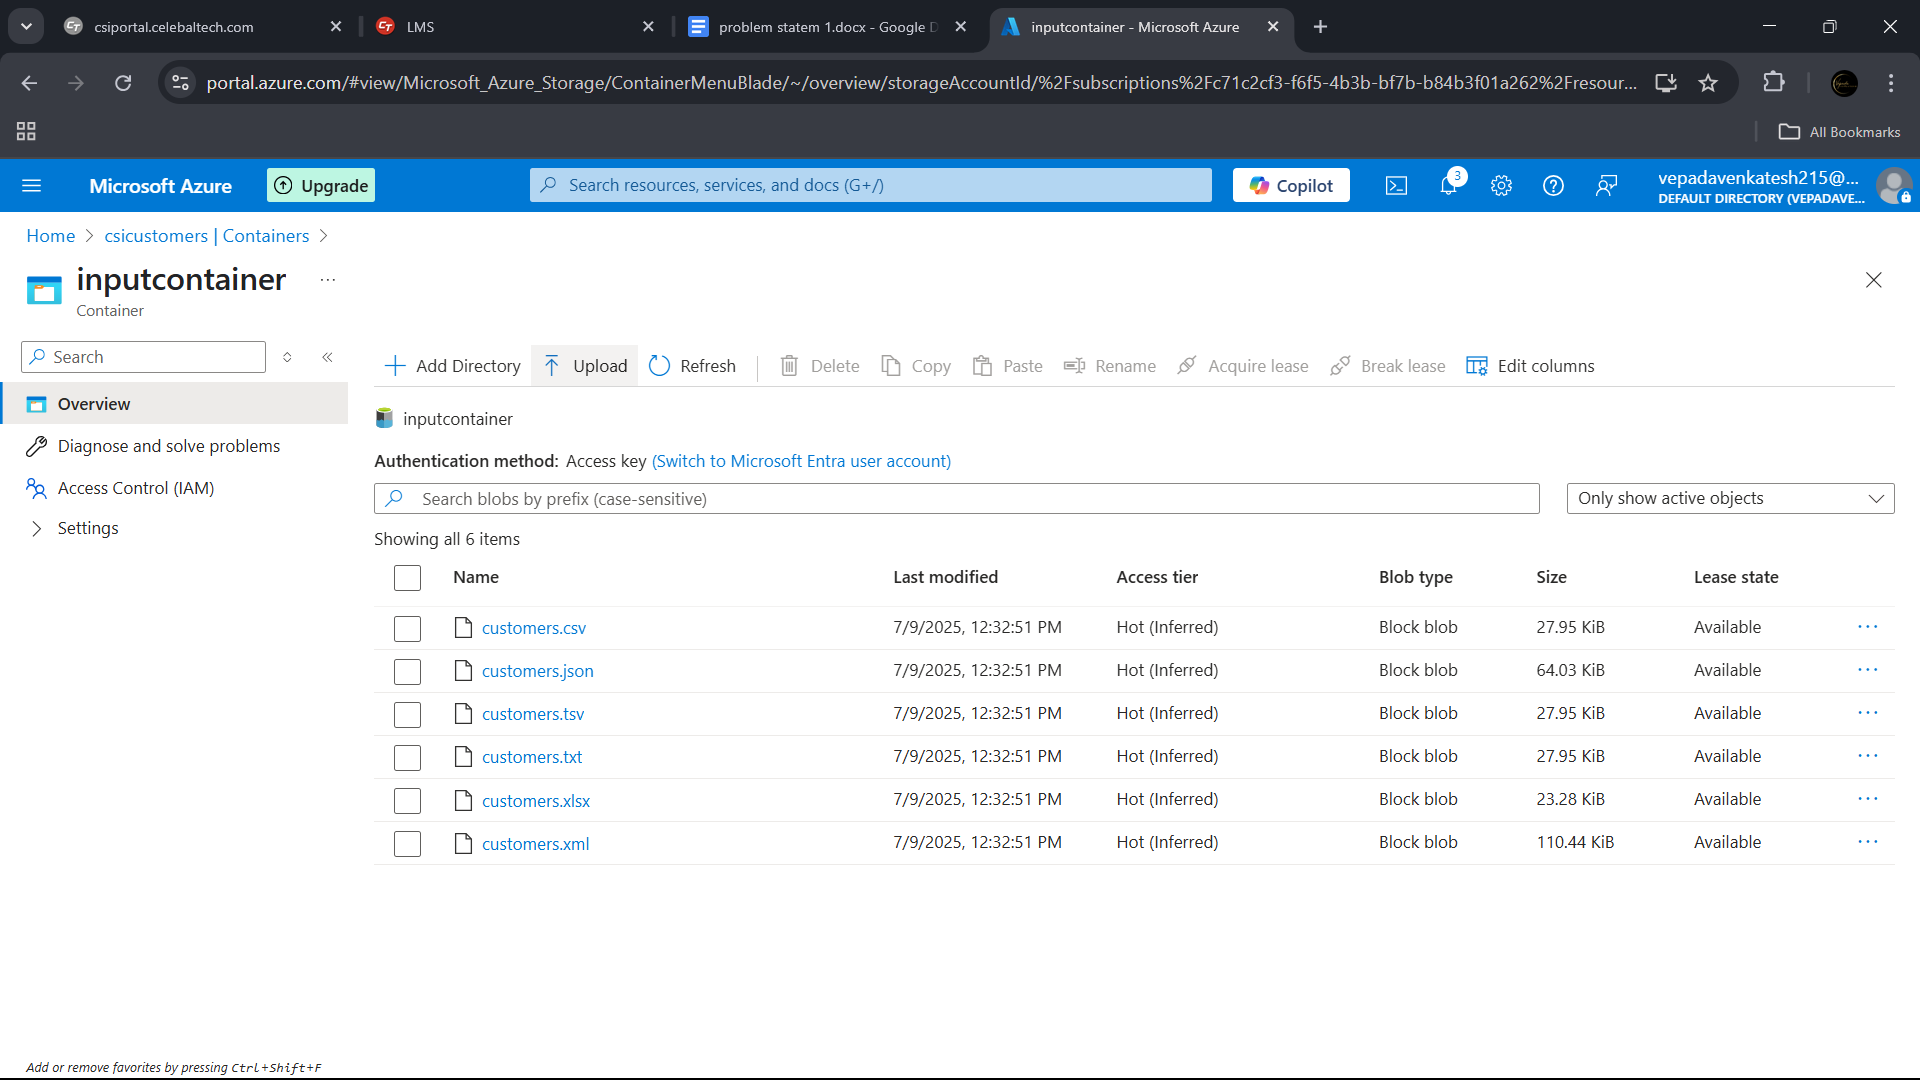 csiportal.celebaltech.com
LMS
problem statem 1.docx - Google D
inputcontainer - Microsoft Azure
portal.azure.com/#view/Microsoft_Azure_Storage/ContainerMenuBlade/~/overview/storageAccountId/%2Fsubscriptions%2Fc71c2cf3-f6f5-4b3b-bf7b-b84b3f01a262%2Fresour...
All Bookmarks
Microsoft Azure
Upgrade
Search resources, services, and docs (G+/)
Copilot
3
vepadavenkatesh215@...
DEFAULT DIRECTORY (VEPADAVE...
Home > csicustomers | Containers >
inputcontainer ...
Container
Search
Overview
Diagnose and solve problems
Access Control (IAM)
Settings
Add Directory Upload Refresh Delete Copy Paste Rename Acquire lease Break lease Edit columns
inputcontainer
Authentication method: Access key (Switch to Microsoft Entra user account)
Search blobs by prefix (case-sensitive) Only show active objects
Showing all 6 items
Name Last modified Access tier Blob type Size Lease state
customers.csv 7/9/2025, 12:32:51 PM Hot (Inferred) Block blob 27.95 KiB Available ...
customers.json 7/9/2025, 12:32:51 PM Hot (Inferred) Block blob 64.03 KiB Available ...
customers.tsv 7/9/2025, 12:32:51 PM Hot (Inferred) Block blob 27.95 KiB Available ...
customers.txt 7/9/2025, 12:32:51 PM Hot (Inferred) Block blob 27.95 KiB Available ...
customers.xlsx 7/9/2025, 12:32:51 PM Hot (Inferred) Block blob 23.28 KiB Available ...
customers.xml 7/9/2025, 12:32:51 PM Hot (Inferred) Block blob 110.44 KiB Available ...
Add or remove favorites by pressing Ctrl+Shift+F